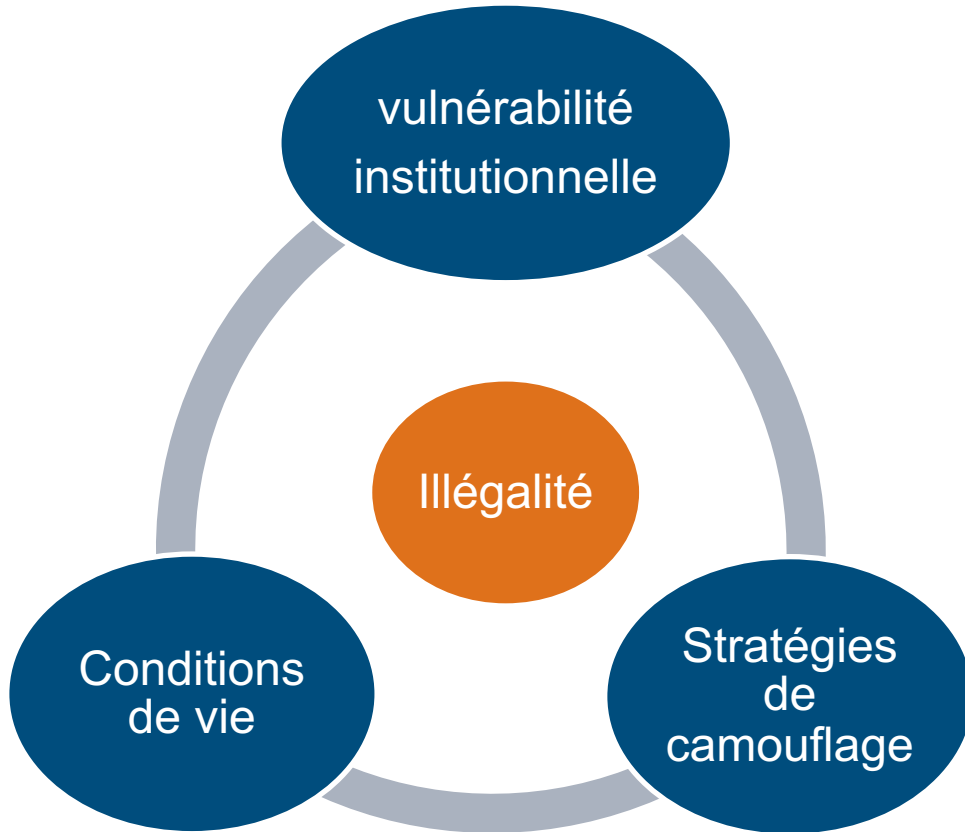 vulnérabilité
institutionnelle
Illégalité
Conditions
de vie
Stratégies
de
camouflage